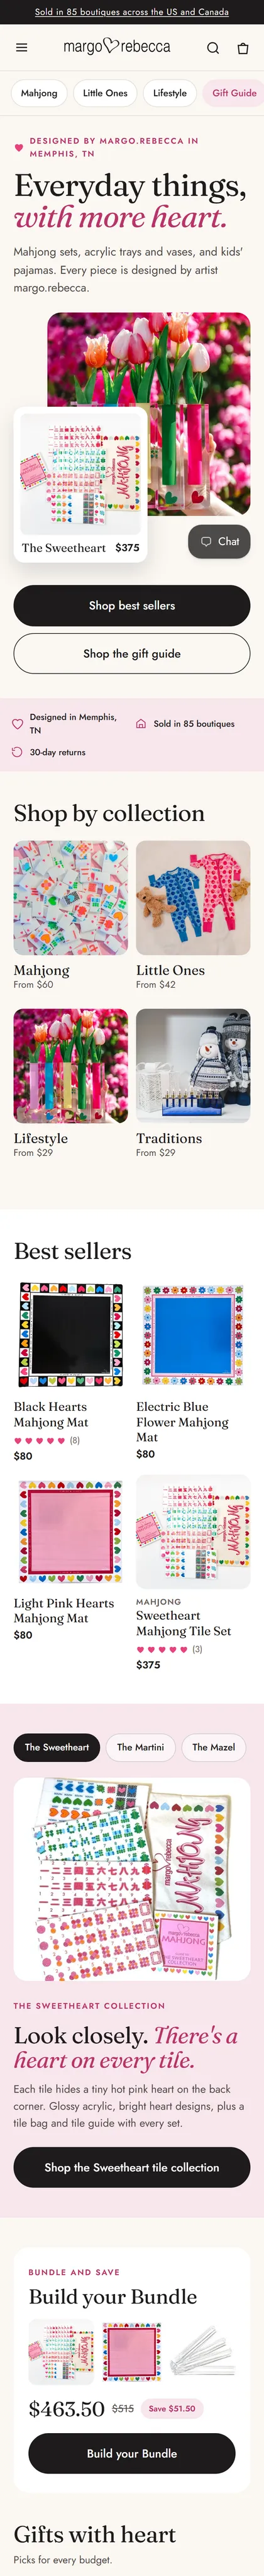 Sold in 85 boutiques across the US and Canada
margo rebecca
Mahjong
Little Ones
Lifestyle
Gift Guide
DESIGNED BY MARGO.REBECCA IN
MEMPHIS, TN
Everyday things,
with more heart.
Mahjong sets, acrylic trays and vases, and kids'
pajamas. Every piece is designed by artist
margo.rebecca.
MAHJONG
The Sweetheart $375
Chat
Shop best sellers
Shop the gift guide
Designed in Memphis,
TN
Sold in 85 boutiques
30-day returns
Shop by collection
Mahjong
From $60
Little Ones
From $42
Lifestyle
From $29
Traditions
From $29
Best sellers
Black Hearts
Mahjong Mat
(8)
$80
Electric Blue
Flower Mahjong
Mat
$80
Light Pink Hearts
Mahjong Mat
$80
MAHJONG
MAHJONG
Sweetheart
Mahjong Tile Set
(3)
$375
The Sweetheart
The Martini
The Mazel
MAHJONG
margo rebecca
MAHJONG
THE SWEETHEART COLLECTION
Look closely. There's a
heart on every tile.
Each tile hides a tiny hot pink heart on the back
corner. Glossy acrylic, bright heart designs, plus a
tile bag and tile guide with every set.
Shop the Sweetheart tile collection
BUNDLE AND SAVE
Build your Bundle
$463.50 $515 Save $51.50
Build your Bundle
Gifts with heart
Picks for every budget.